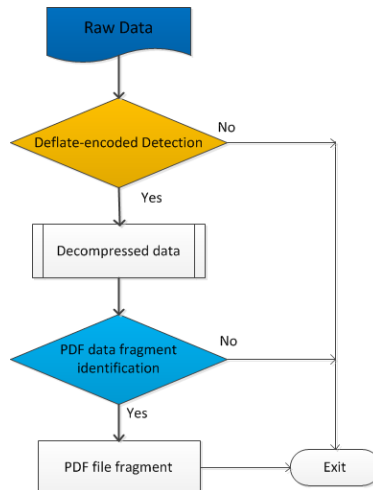 Raw Data
No
Deflate-encoded Detection
Yes
Decompressed data
No
PDF data fragment
identification
Yes
PDF file fragment
Exit